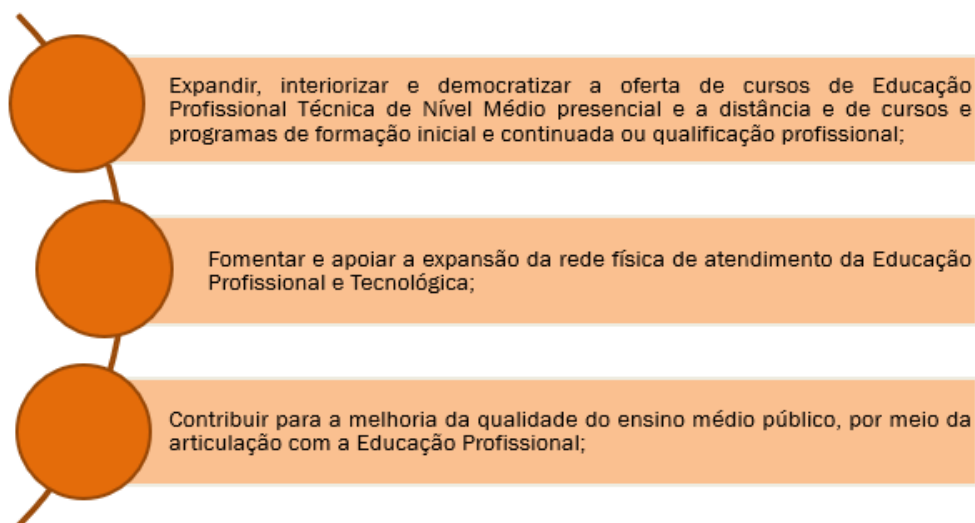 Expandir, interiorizar e democratizar a oferta de cursos de Educação
Profissional Técnica de Nível Médio presencial e a distância e de cursos e
programas de formação inicial e continuada ou qualificação profissional;
Fomentar e apoiar a expansão da rede física de atendimento da Educação
Profissional e Tecnológica;
Contribuir para a melhoria da qualidade do ensino médio público, por meio da
articulação com a Educação Profissional;